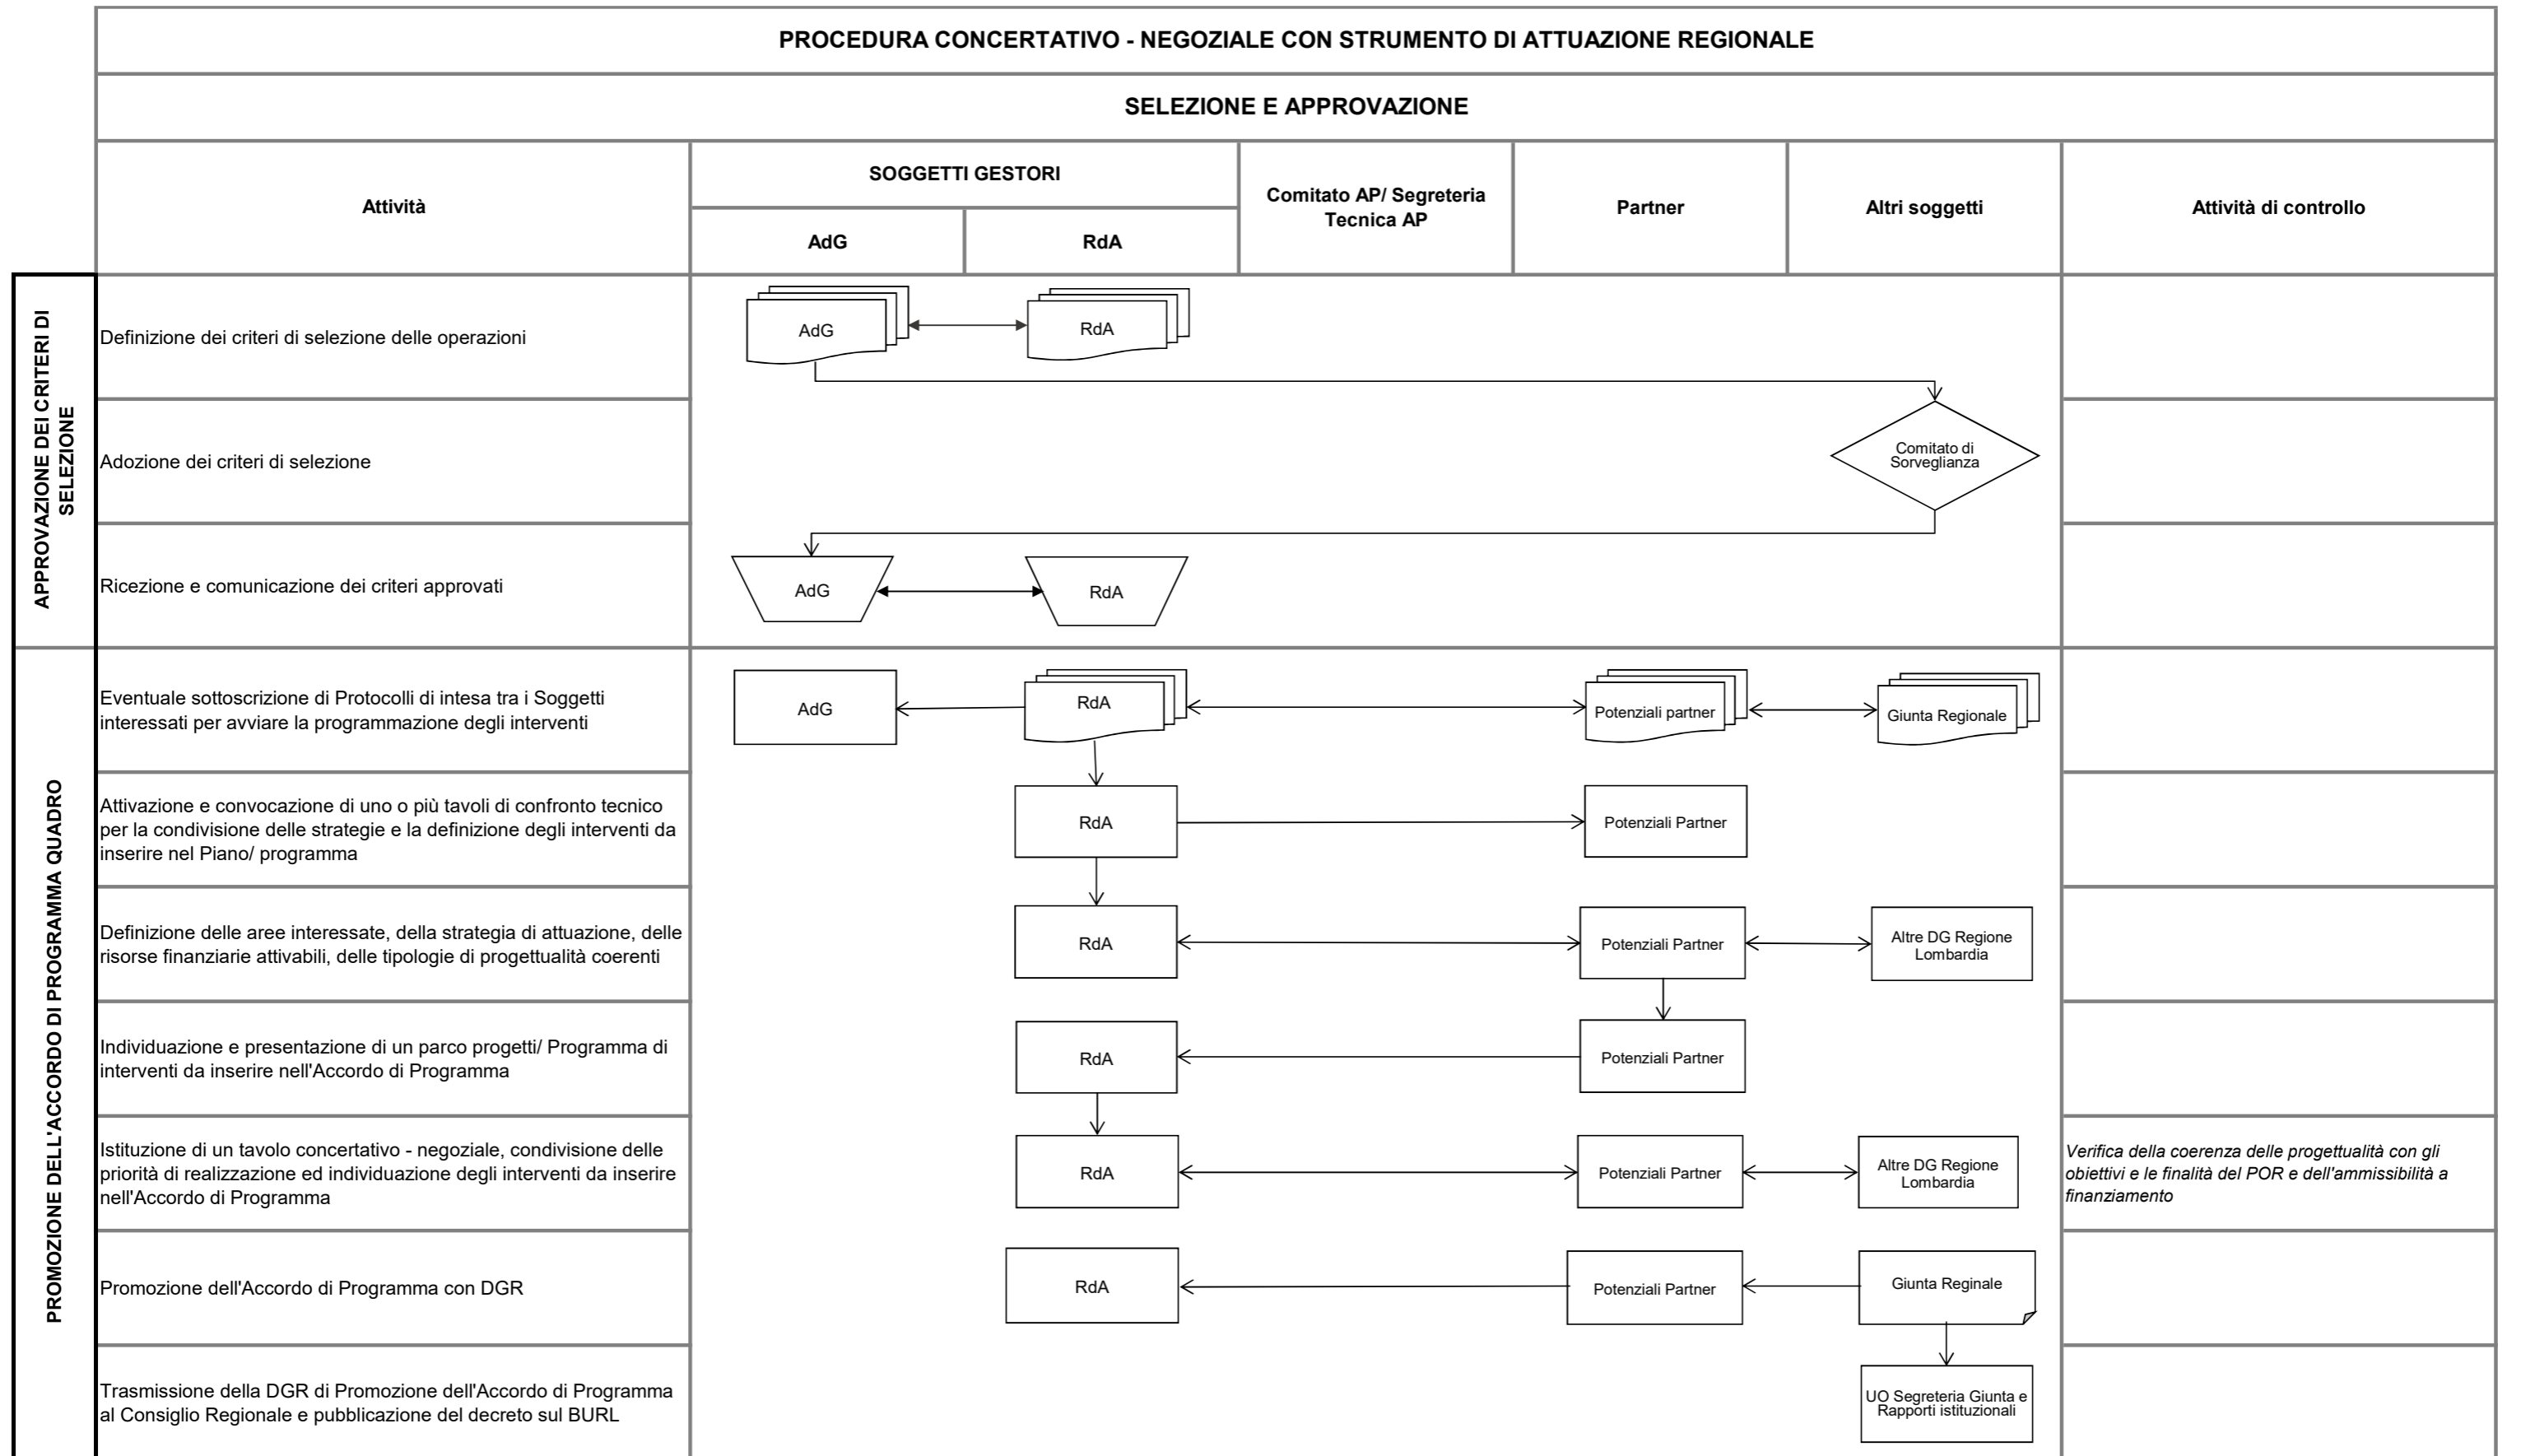 PROCEDURA CONCERTATIVO - NEGOZIALE CON STRUMENTO DI ATTUAZIONE REGIONALE
SELEZIONE E APPROVAZIONE
Attività
SOGGETTI GESTORI
AdG
RdA
Comitato AP/ Segreteria
Tecnica AP
Partner
Altri soggetti
Attività di controllo
APPROVAZIONE DEI CRITERI DI
SELEZIONE
Definizione dei criteri di selezione delle operazioni
AdG
RdA
Adozione dei criteri di selezione
Comitato di
Sorveglianza
Ricezione e comunicazione dei criteri approvati
AdG
RdA
PROMOZIONE DELL'ACCORDO DI PROGRAMMA QUADRO
Eventuale sottoscrizione di Protocolli di intesa tra i Soggetti
interessati per avviare la programmazione degli interventi
AdG
RdA
Potenziali partner
Giunta Regionale
Attivazione e convocazione di uno o più tavoli di confronto tecnico
per la condivisione delle strategie e la definizione degli interventi da
inserire nel Piano/ programma
RdA
Potenziali Partner
Definizione delle aree interessate, della strategia di attuazione, delle
risorse finanziarie attivabili, delle tipologie di progettualità coerenti
RdA
Potenziali Partner
Altre DG Regione
Lombardia
Individuazione e presentazione di un parco progetti/ Programma di
interventi da inserire nell'Accordo di Programma
RdA
Potenziali Partner
Istituzione di un tavolo concertativo - negoziale, condivisione delle
priorità di realizzazione ed individuazione degli interventi da inserire
nell'Accordo di Programma
RdA
Potenziali Partner
Altre DG Regione
Lombardia
Verifica della coerenza delle progettualità con gli
obiettivi e le finalità del POR e dell'ammissibilità a
finanziamento
Promozione dell'Accordo di Programma con DGR
RdA
Potenziali Partner
Giunta Reginale
Trasmissione della DGR di Promozione dell'Accordo di Programma
al Consiglio Regionale e pubblicazione del decreto sul BURL
UO Segreteria Giunta e
Rapporti istituzionali